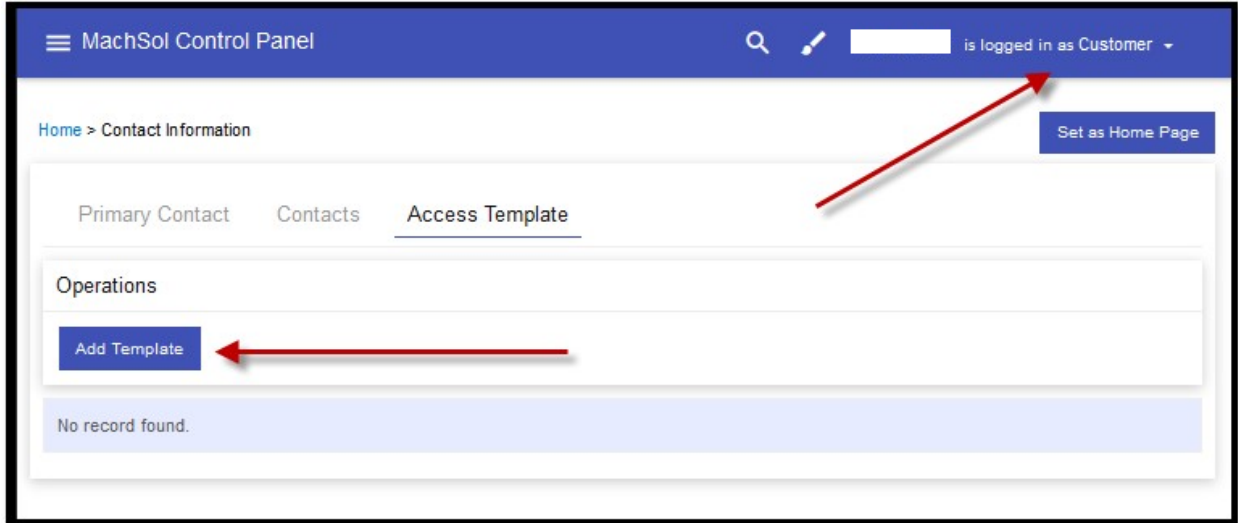 MachSol Control Panel
is logged in as Customer
Home > Contact Information
Set as Home Page
Primary Contact Contacts Access Template
Operations
Add Template
No record found.